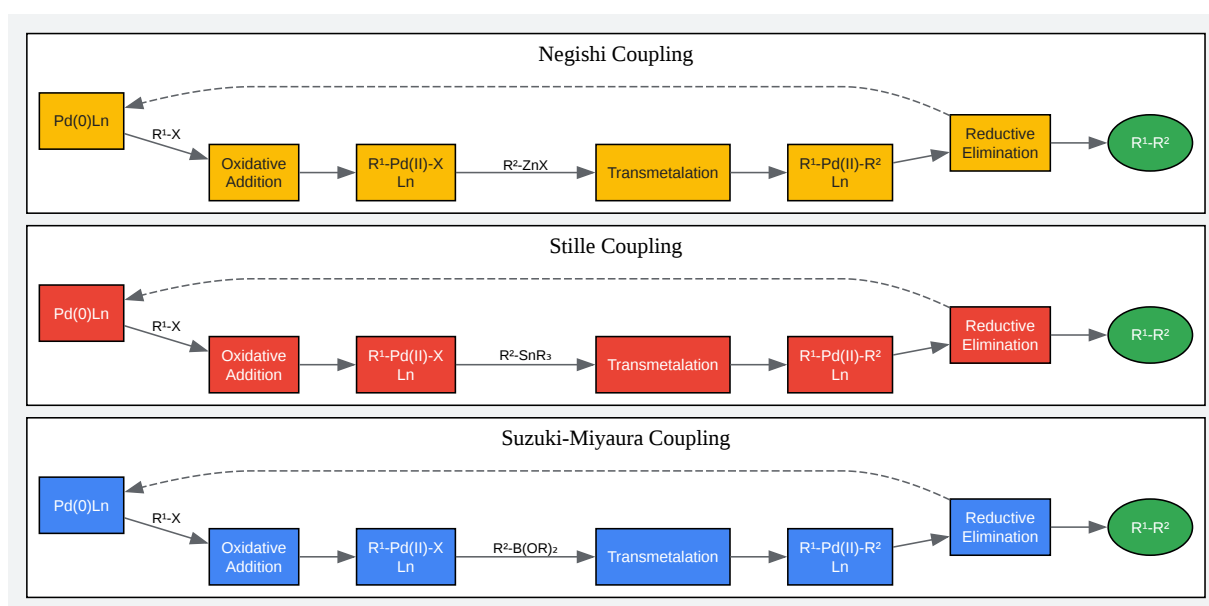 Negishi Coupling
Pd(0)Ln
R¹-X
Oxidative
Addition
R¹-Pd(II)-X
Ln
R²-ZnX
Transmetalation
R¹-Pd(II)-R²
Ln
Reductive
Elimination
R¹-R²
Stille Coupling
Pd(0)Ln
R¹-X
Oxidative
Addition
R¹-Pd(II)-X
Ln
R²-SnR₃
Transmetalation
R¹-Pd(II)-R²
Ln
Reductive
Elimination
R¹-R²
Suzuki-Miyaura Coupling
Pd(0)Ln
R¹-X
Oxidative
Addition
R¹-Pd(II)-X
Ln
R²-B(OR)₂
Transmetalation
R¹-Pd(II)-R²
Ln
Reductive
Elimination
R¹-R²